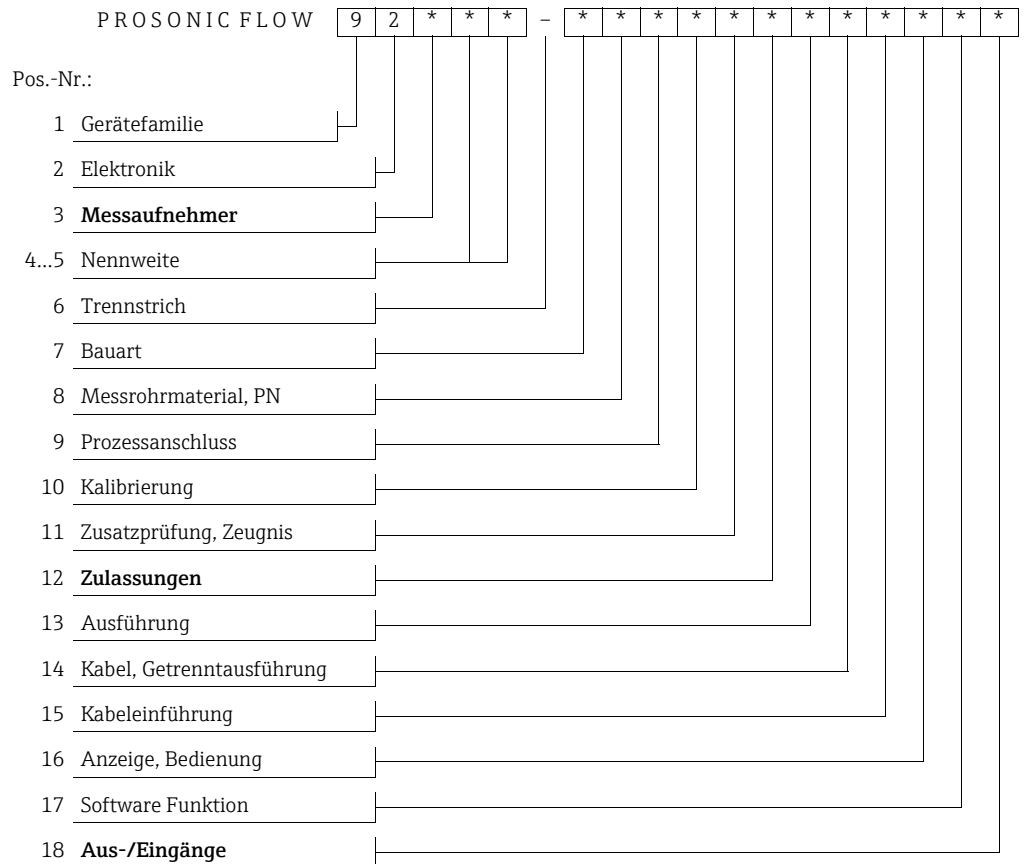 PROSONIC FLOW 9 2 * * * – * * * * * * * * * * * *
Pos.-Nr.:
1 Gerätefamilie
2 Elektronik
3 Messaufnehmer
4...5 Nennweite
6 Trennstrich
7 Bauart
8 Messrohrmaterial, PN
9 Prozessanschluss
10 Kalibrierung
11 Zusatzprüfung, Zeugnis
12 Zulassungen
13 Ausführung
14 Kabel, Getrenntausführung
15 Kabeleinführung
16 Anzeige, Bedienung
17 Software Funktion
18 Aus-/Eingänge